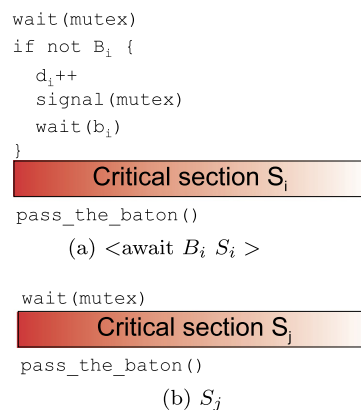 wait(mutex)
if not Bᵢ {
dᵢ++
signal(mutex)
wait(bᵢ)
}
Critical section Sᵢ
pass_the_baton()
(a) <await Bᵢ Sᵢ >
wait(mutex)
Critical section Sⱼ
pass_the_baton()
(b) Sⱼ